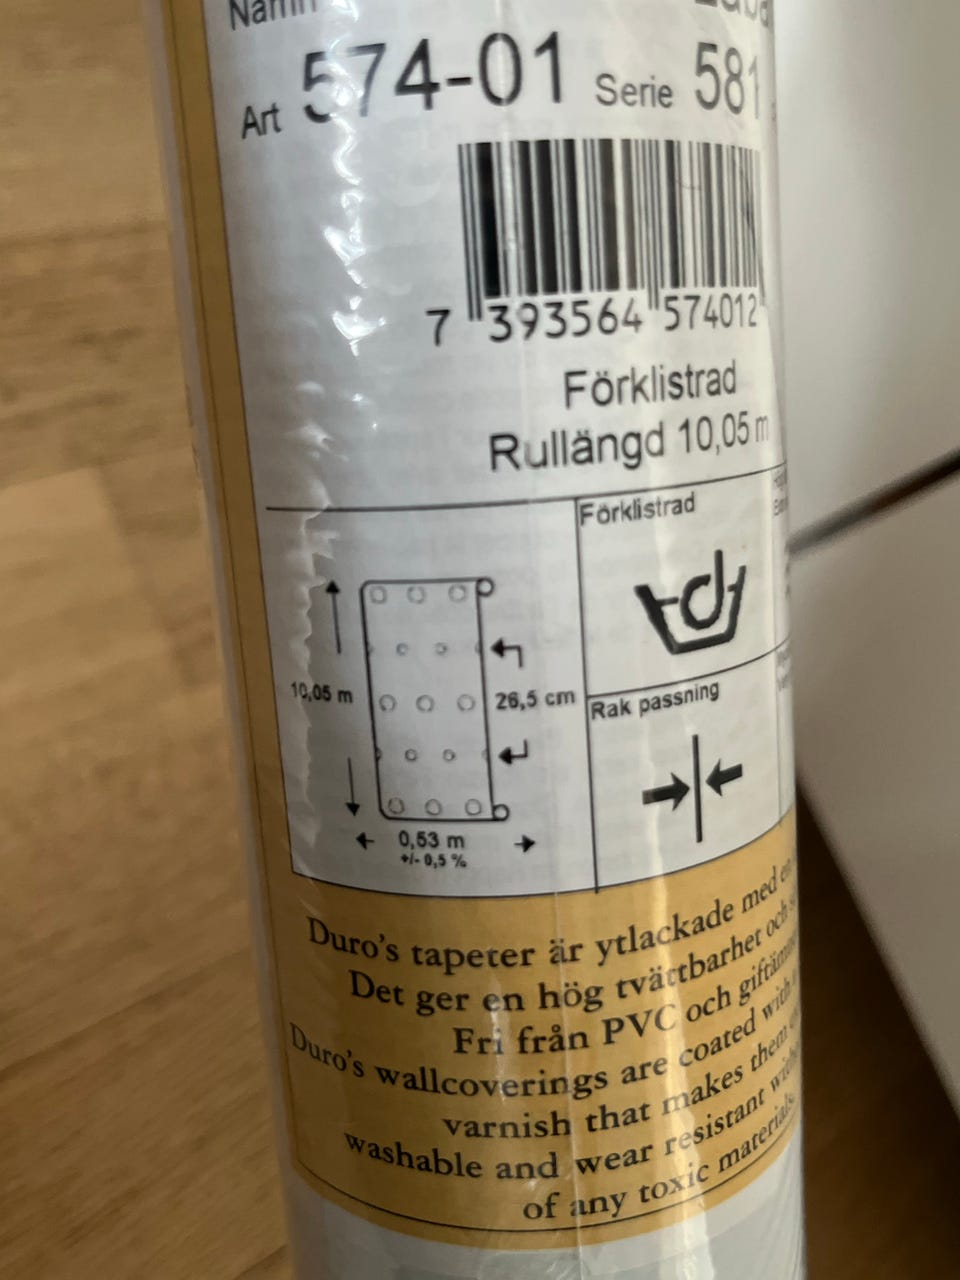 Namn
Art 574-01 Serie 581
7 393564 574012
Förklistrad
Rullängd 10,05 m
Förklistrad
10,05 m
26,5 cm
Rak passning
0,53 m
+/- 0,5 %
Duro's tapeter är ytlackade med en
Det ger en hög tvättbarhet och
Fri från PVC och
Duro's wallcoverings are coated with
varnish that makes them
washable and wear resistant
of any toxic materials